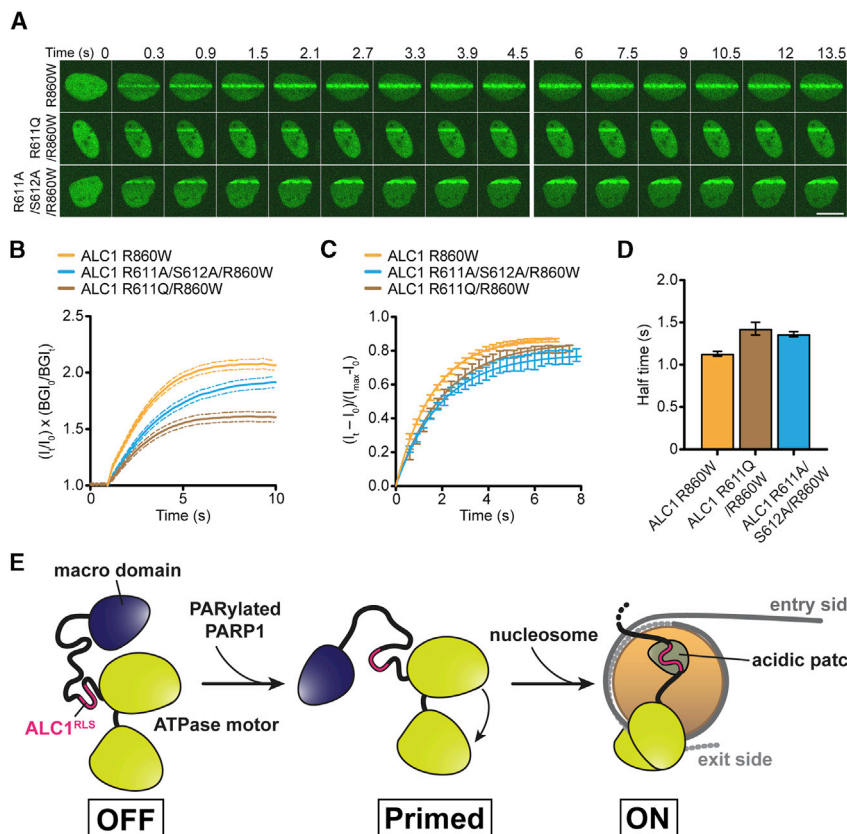 A
Time (s) 0 0.3 0.9 1.5 2.1 2.7 3.3 3.9 4.5 6 7.5 9 10.5 12 13.5
R860W
R611Q
/R860W
R611A
/S612A
/R860W
B
ALC1 R860W
ALC1 R611A/S612A/R860W
ALC1 R611Q/R860W
(It/I0) x (BGI0/BGIt)
2.5
2.0
1.5
1.0
0 5 10
Time (s)
C
ALC1 R860W
ALC1 R611A/S612A/R860W
ALC1 R611Q/R860W
(It – I0)/(Imax-I0)
1.0
0.8
0.6
0.4
0.2
0.0
0 2 4 6 8
Time (s)
D
Half time (s)
2.0
1.5
1.0
0.5
0
ALC1 R860W
ALC1 R611Q
/R860W
ALC1 R611A/
S612A/R860W
E
macro domain
PARylated
PARP1
nucleosome
entry sid
acidic patc
ALC1RLS
ATPase motor
exit side
OFF
Primed
ON